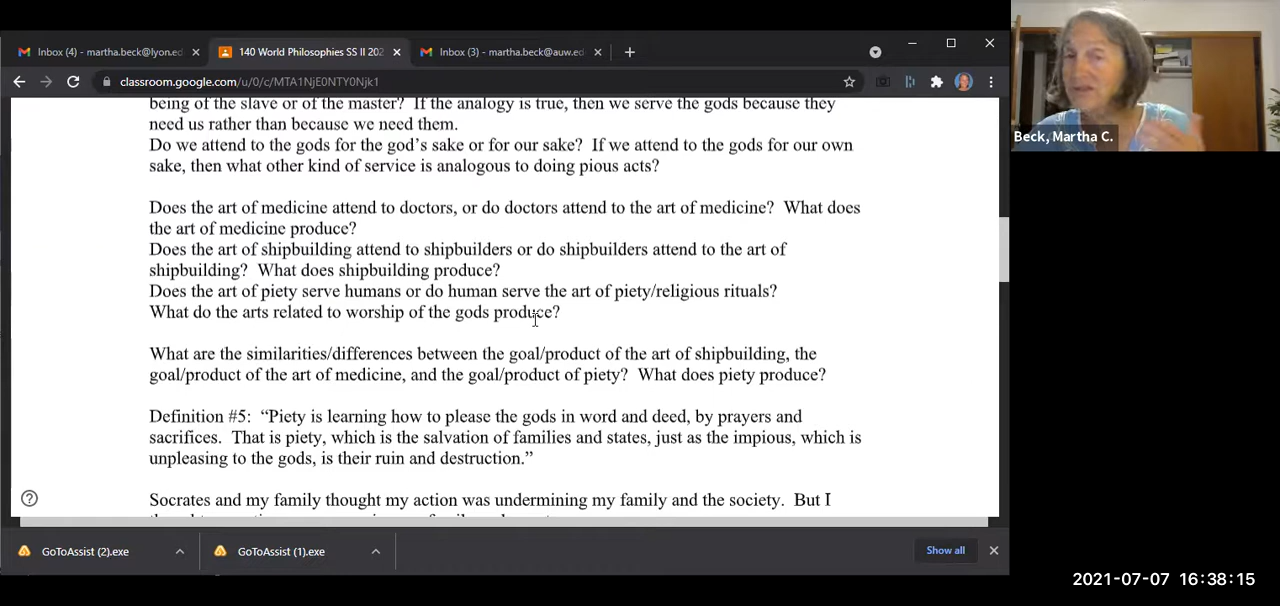 Inbox (4) - martha.beck@lyon.ed
140 World Philosophies SS II 202
Inbox (3) - martha.beck@auw.ed
classroom.google.com/u/0/c/MTA1NjE0NTY0Njk1
Beck, Martha C.
being of the slave or of the master? If the analogy is true, then we serve the gods because they
need us rather than because we need them.
Do we attend to the gods for the god's sake or for our sake? If we attend to the gods for our own
sake, then what other kind of service is analogous to doing pious acts?
Does the art of medicine attend to doctors, or do doctors attend to the art of medicine? What does
the art of medicine produce?
Does the art of shipbuilding attend to shipbuilders or do shipbuilders attend to the art of
shipbuilding? What does shipbuilding produce?
Does the art of piety serve humans or do human serve the art of piety/religious rituals?
What do the arts related to worship of the gods produce?
What are the similarities/differences between the goal/product of the art of shipbuilding, the
goal/product of the art of medicine, and the goal/product of piety? What does piety produce?
Definition #5: “Piety is learning how to please the gods in word and deed, by prayers and
sacrifices. That is piety, which is the salvation of families and states, just as the impious, which is
unpleasing to the gods, is their ruin and destruction.”
Socrates and my family thought my action was undermining my family and the society. But I
GoToAssist (2).exe
GoToAssist (1).exe
Show all
2021-07-07 16:38:15